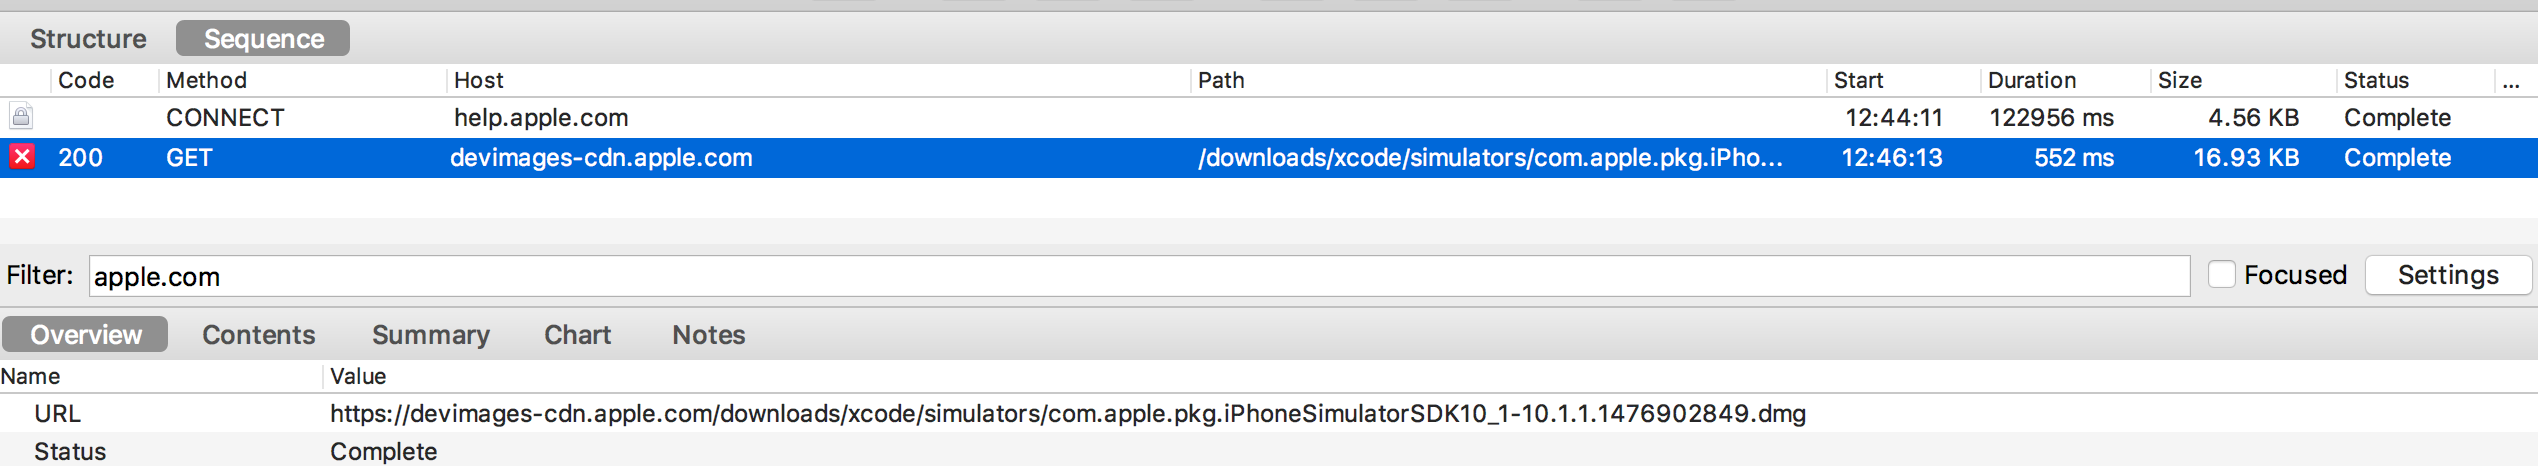 Structure Sequence
Code Method Host Path Start Duration Size Status ...
CONNECT help.apple.com 12:44:11 122956 ms 4.56 KB Complete
200 GET devimages-cdn.apple.com /downloads/xcode/simulators/com.apple.pkg.iPho... 12:46:13 552 ms 16.93 KB Complete
Filter: apple.com Focused Settings
Overview Contents Summary Chart Notes
Name Value
URL https://devimages-cdn.apple.com/downloads/xcode/simulators/com.apple.pkg.iPhoneSimulatorSDK10_1-10.1.1.1476902849.dmg
Status Complete